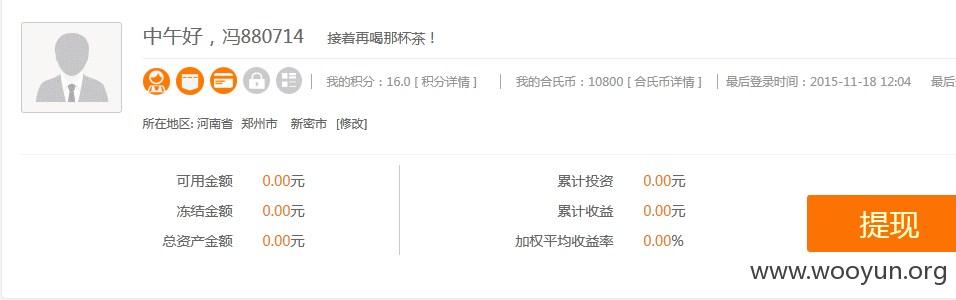 中午好，冯880714 接着再喝那杯茶！
我的积分：16.0 [ 积分详情 ] 我的合氏币：10800 [ 合氏币详情 ] 最后登录时间：2015-11-18 12:04 最后
所在地区: 河南省 郑州市 新密市 [修改]
可用金额 0.00元 累计投资 0.00元
冻结金额 0.00元 累计收益 0.00元
总资产金额 0.00元 加权平均收益率 0.00%
提现
www.wooyun.org